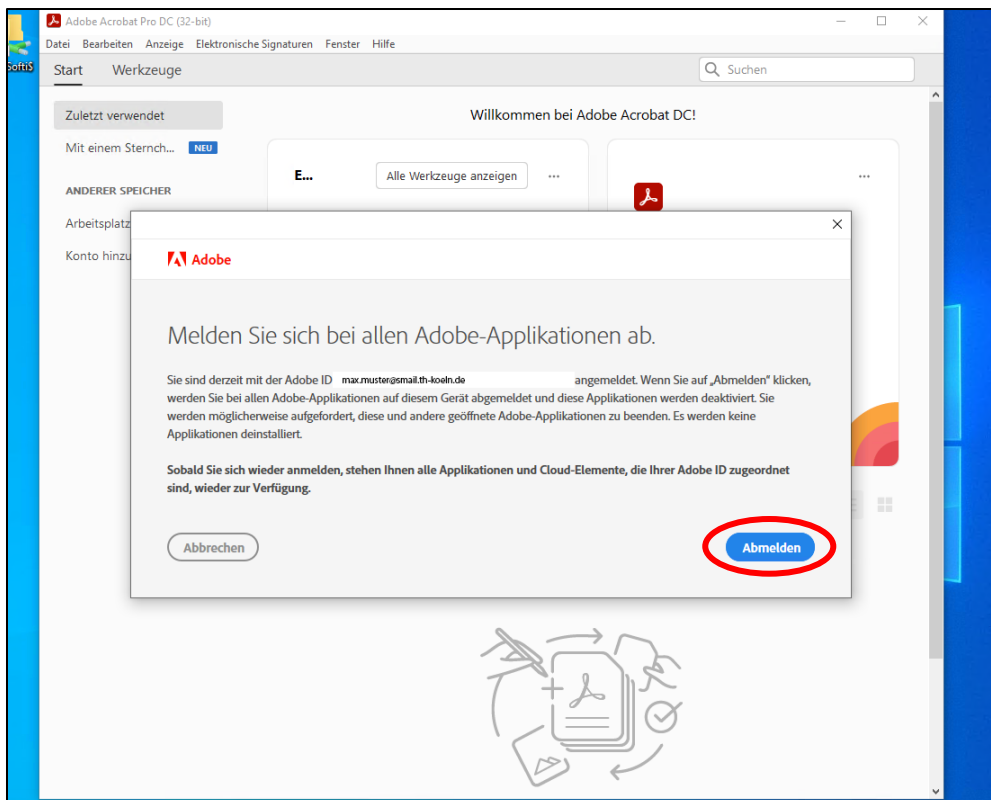 Adobe Acrobat Pro DC (32-bit)
Datei Bearbeiten Anzeige Elektronische Signaturen Fenster Hilfe
SoftiS
Start Werkzeuge Suchen
Zuletzt verwendet
Willkommen bei Adobe Acrobat DC!
Mit einem Sternch... NEU
E... Alle Werkzeuge anzeigen ... ...
ANDERER SPEICHER
Arbeitsplatz
Konto hinzu
Adobe
Melden Sie sich bei allen Adobe-Applikationen ab.
Sie sind derzeit mit der Adobe ID max.muster@smail.th-koeln.de angemeldet. Wenn Sie auf „Abmelden" klicken,
werden Sie bei allen Adobe-Applikationen auf diesem Gerät abgemeldet und diese Applikationen werden deaktiviert. Sie
werden möglicherweise aufgefordert, diese und andere geöffnete Adobe-Applikationen zu beenden. Es werden keine
Applikationen deinstalliert.
Sobald Sie sich wieder anmelden, stehen Ihnen alle Applikationen und Cloud-Elemente, die Ihrer Adobe ID zugeordnet
sind, wieder zur Verfügung.
Abbrechen Abmelden